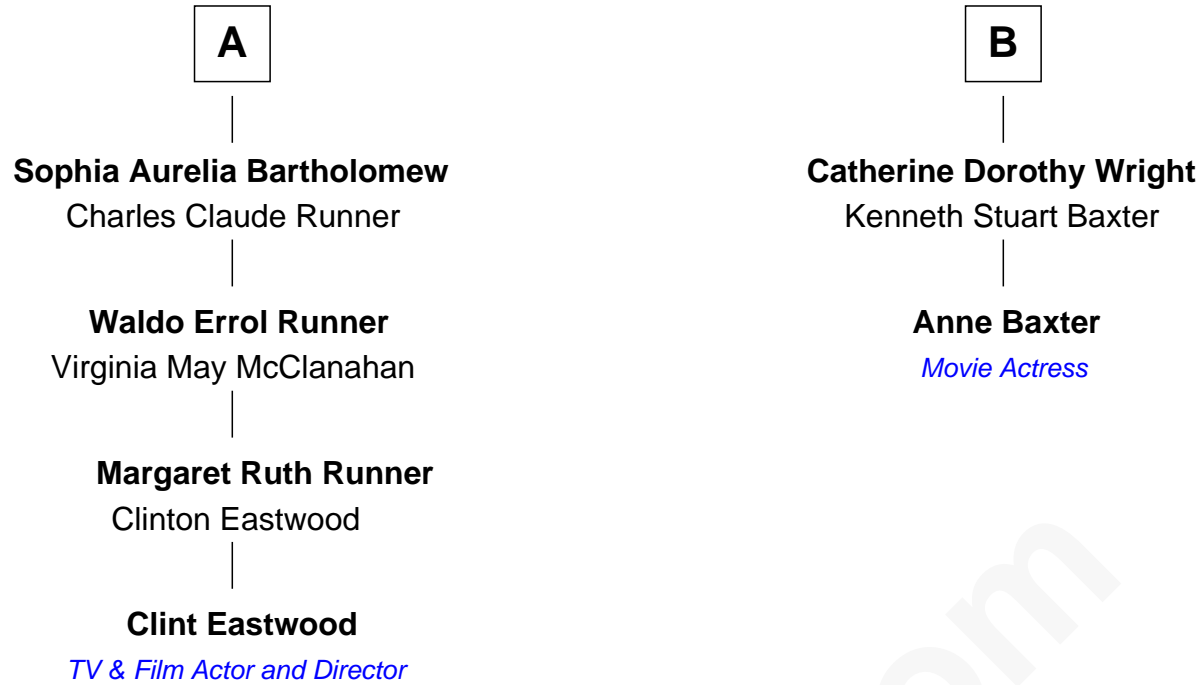 A
Sophia Aurelia Bartholomew
Charles Claude Runner
Waldo Errol Runner
Virginia May McClanahan
Margaret Ruth Runner
Clinton Eastwood
Clint Eastwood
TV & Film Actor and Director
B
Catherine Dorothy Wright
Kenneth Stuart Baxter
Anne Baxter
Movie Actress
om